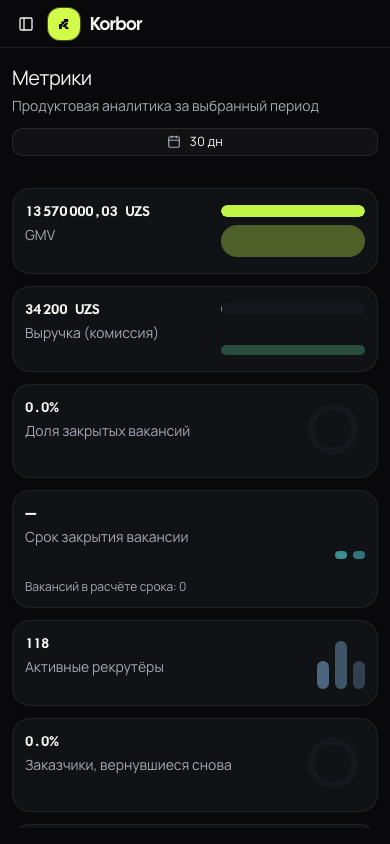 Korbor
Метрики
Продуктовая аналитика за выбранный период
30 дн
13 570 000,03 UZS
GMV
34 200 UZS
Выручка (комиссия)
0.0%
Доля закрытых вакансий
—
Срок закрытия вакансии
Вакансий в расчёте срока: 0
118
Активные рекрутёры
0.0%
Заказчики, вернувшиеся снова